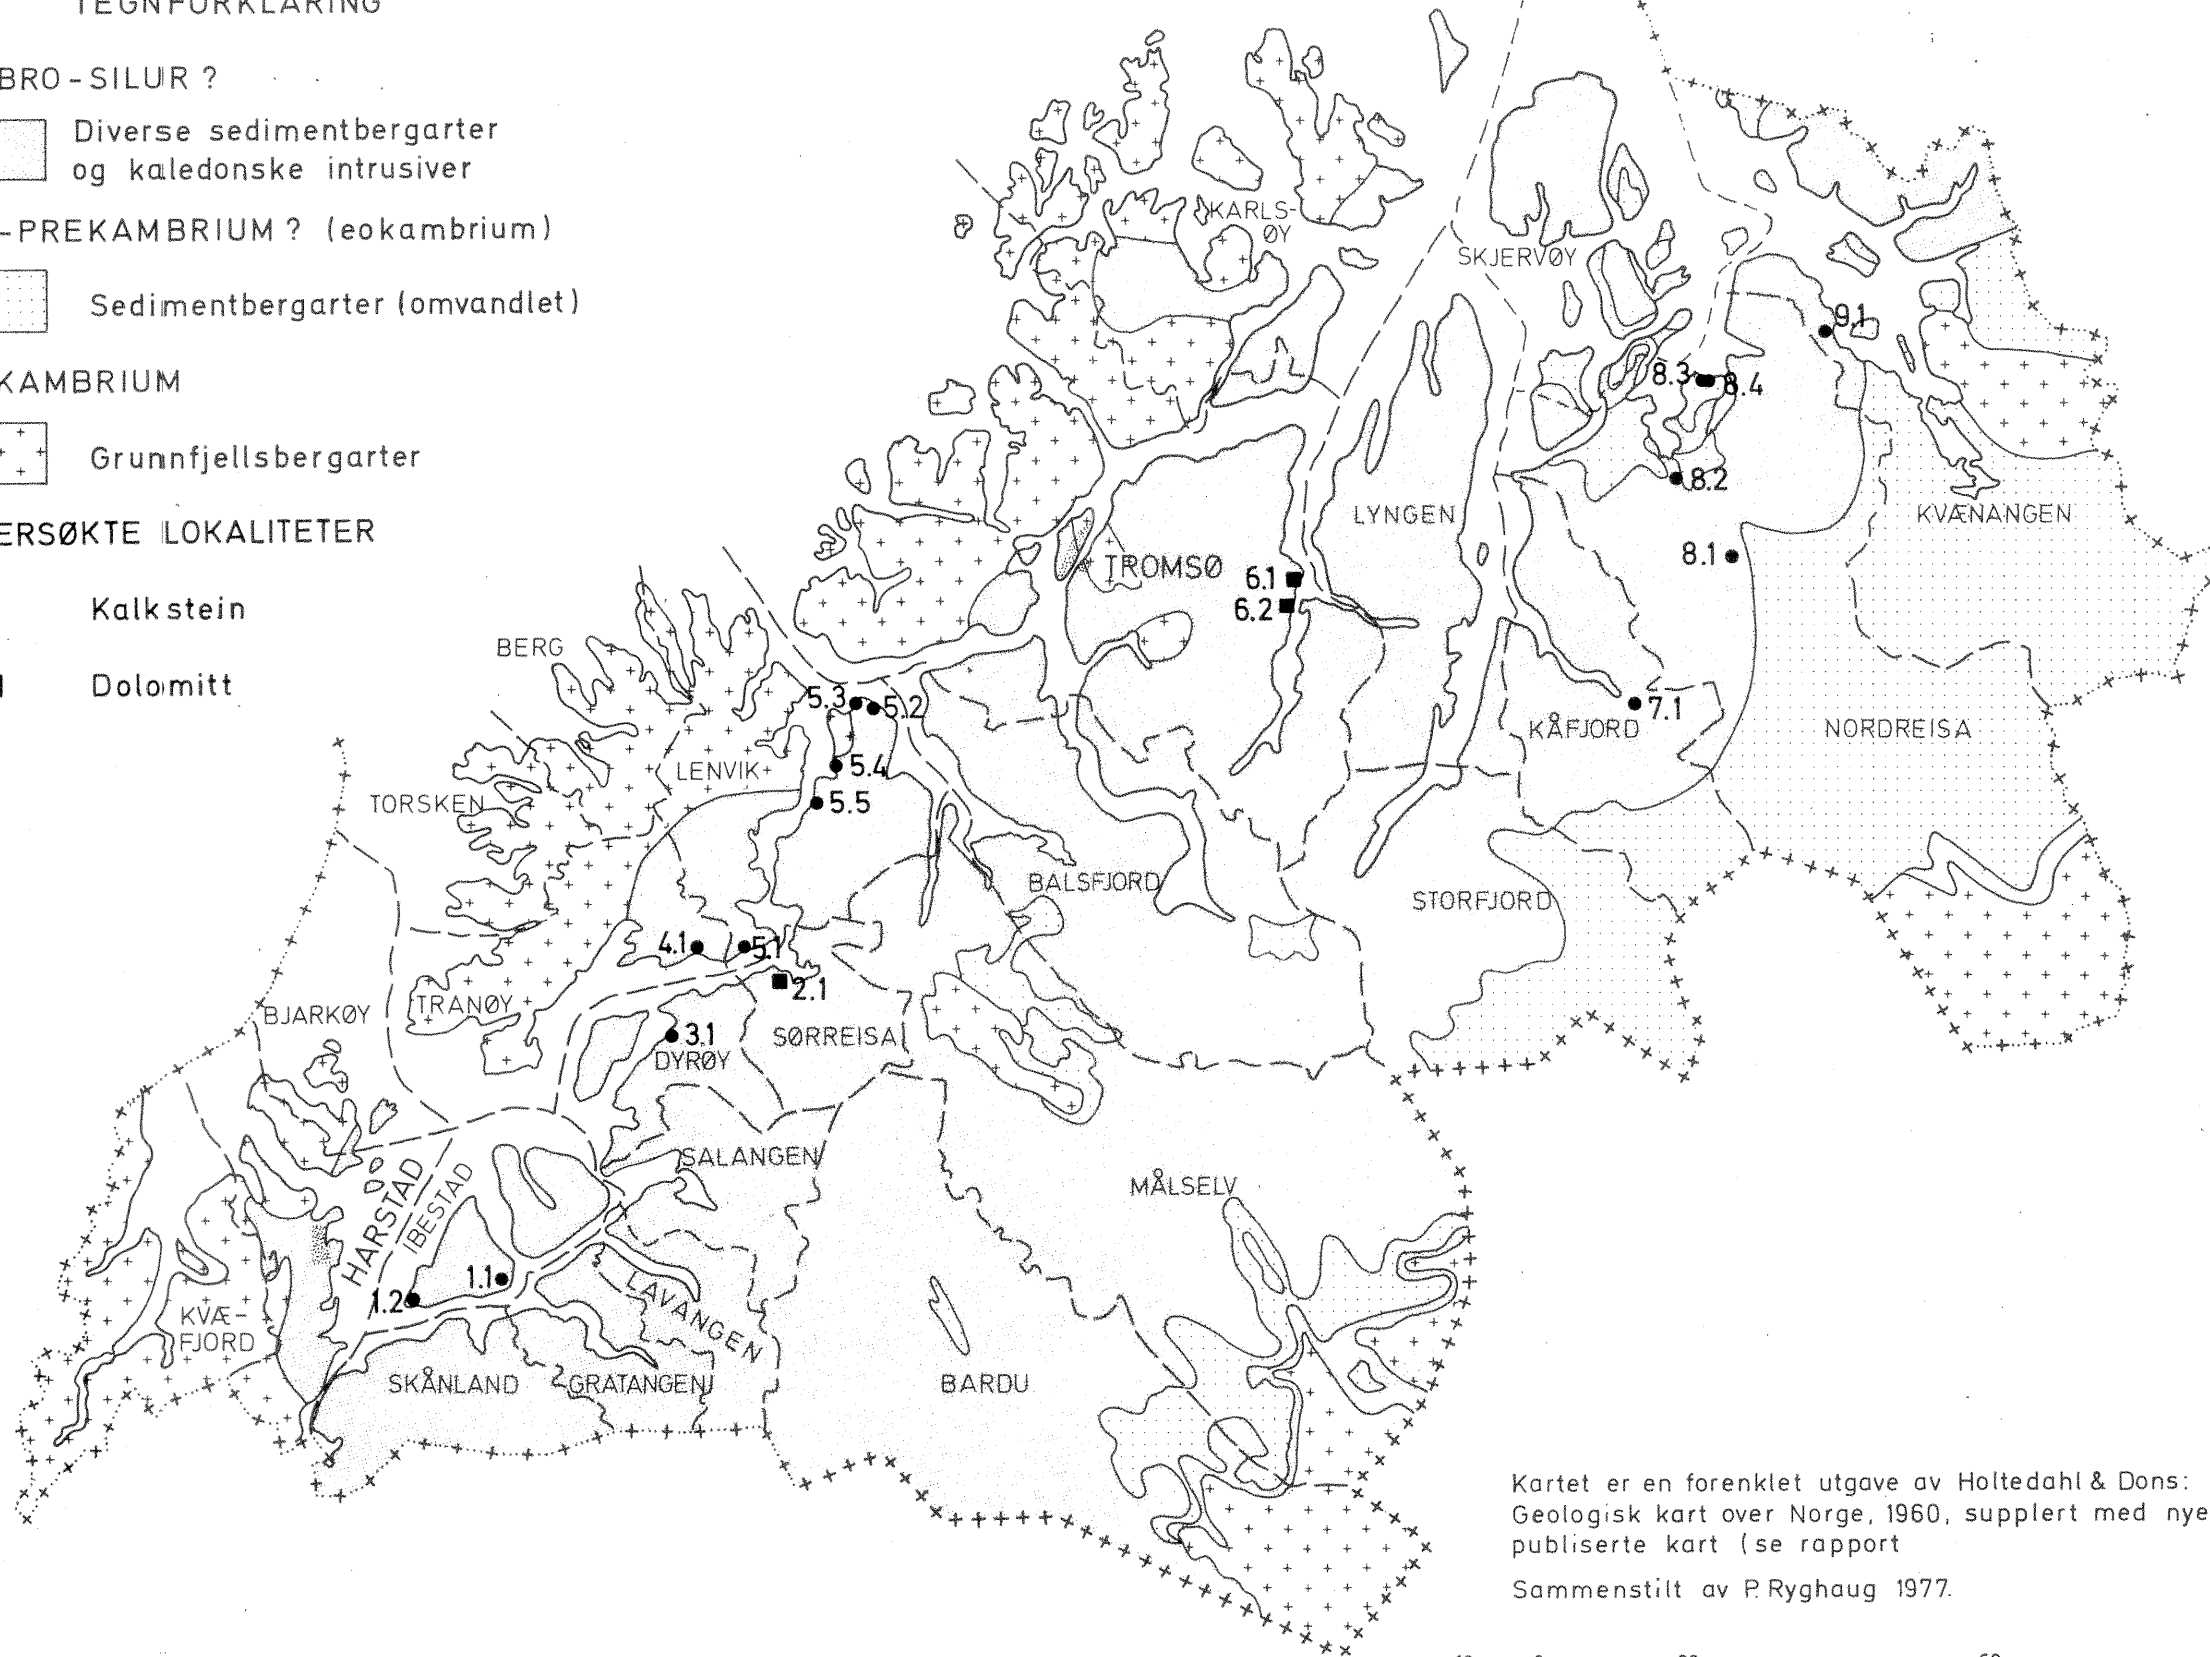 TEGNFORKLARING
BRO-SILUR ?
Diverse sedimentbergarter
og kaledonske intrusiver
-PREKAMBRIUM ? (eokambrium)
Sedimentbergarter (omvandlet)
KAMBRIUM
Grunnfjellsbergarter
ERSØKTE LOKALITETER
Kalkstein
Dolomitt
KARLS-
ØY
SKJERVØY
9.1
8.3
8.4
8.2
LYNGEN
KVÆNANGEN
8.1
TROMSØ
6.1
6.2
BERG
5.3
5.2
7.1
KÅFJORD
NORDREISA
LENVIK
5.4
TORSKEN
5.5
BALSFJORD
STORFJORD
4.1
5.1
2.1
TRANØY
BJARKØY
3.1
SØRREISA
DYRØY
SALANGEN
MÅLSELV
HARSTAD
IBESTAD
1.1
1.2
LAVANGEN
KVÆ-
FJORD
SKÅNLAND
GRATANGEN
BARDU
Kartet er en forenklet utgave av Holtedahl & Dons:
Geologisk kart over Norge, 1960, supplert med nye
publiserte kart (se rapport
Sammenstilt av P. Ryghaug 1977.